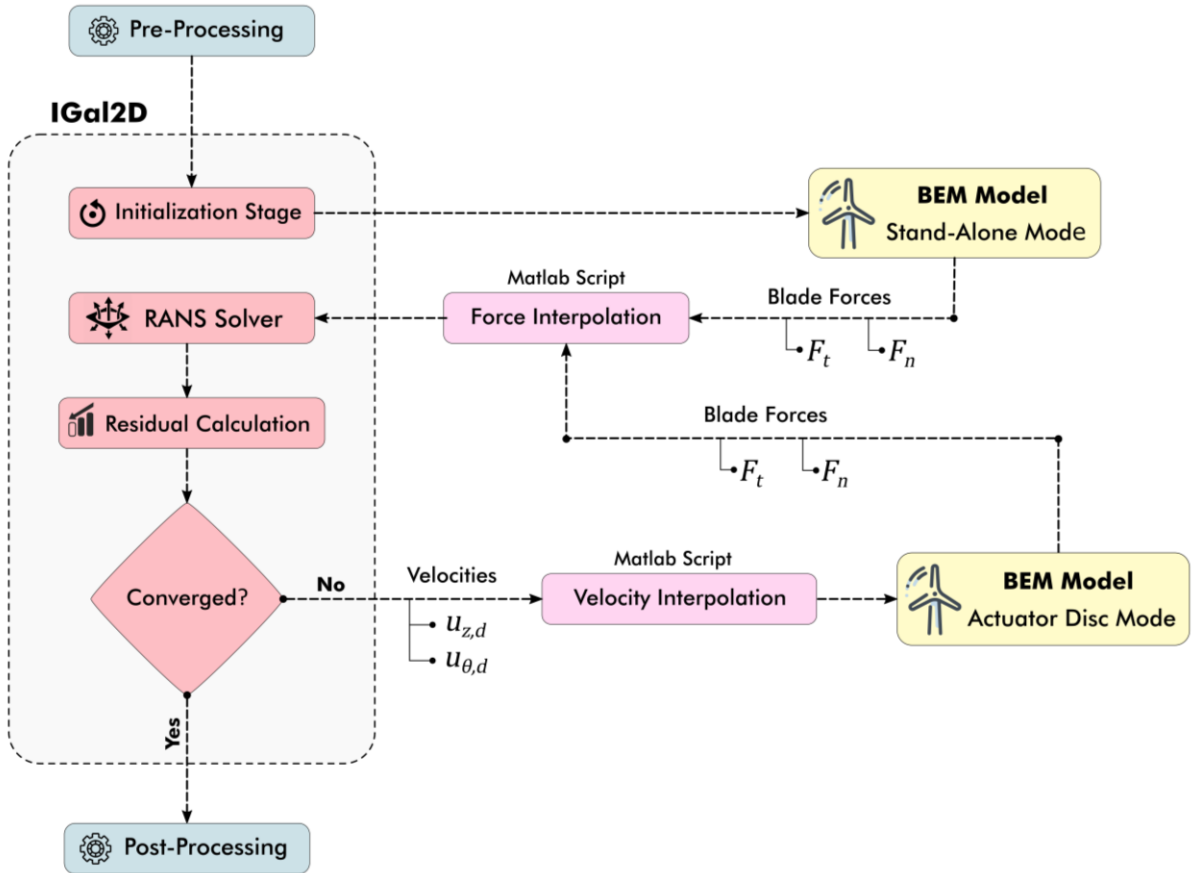 Pre-Processing
IGal2D
Initialization Stage
BEM Model
Stand-Alone Mode
Matlab Script
Force Interpolation
Blade Forces
F_t
F_n
RANS Solver
Residual Calculation
Blade Forces
F_t
F_n
Converged?
No
Velocities
u_{z,d}
u_{θ,d}
Matlab Script
Velocity Interpolation
BEM Model
Actuator Disc Mode
Yes
Post-Processing